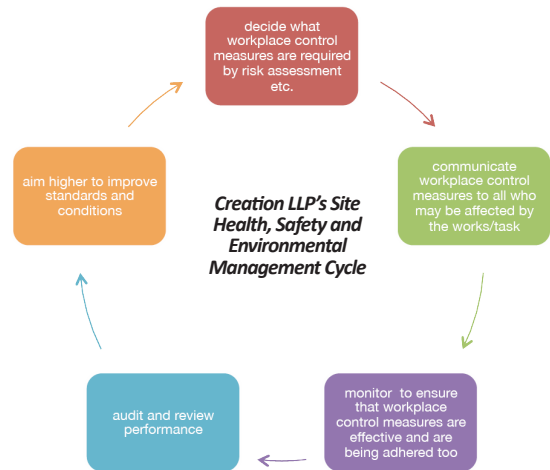 decide what
workplace control
measures are required
by risk assessment
etc.
communicate
workplace control
measures to all who
may be affected by
the works/task
monitor to ensure
that workplace
control measures are
effective and are
being adhered too
audit and review
performance
aim higher to improve
standards and
conditions
Creation LLP's Site
Health, Safety and
Environmental
Management Cycle